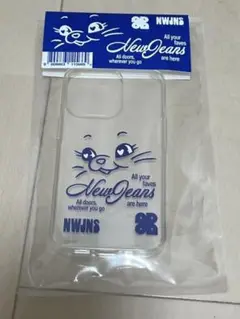 NWJNS
All your
faves
NewJeans
All doors,
wherever you go
are here
All your
faves
NewJeans
All doors,
wherever you go
are here
NWJNS